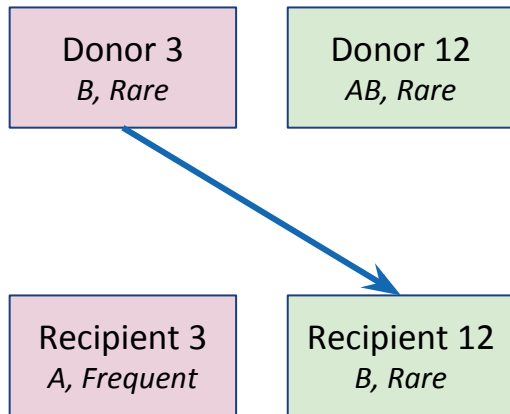 Donor 3
B, Rare
Donor 12
AB, Rare
Recipient 3
A, Frequent
Recipient 12
B, Rare